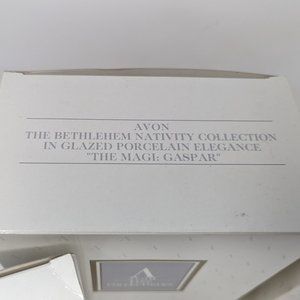 AVON
THE BETHLEHEM NATIVITY COLLECTION
IN GLAZED PORCELAIN ELEGANCE
"THE MAGI: GASPAR"